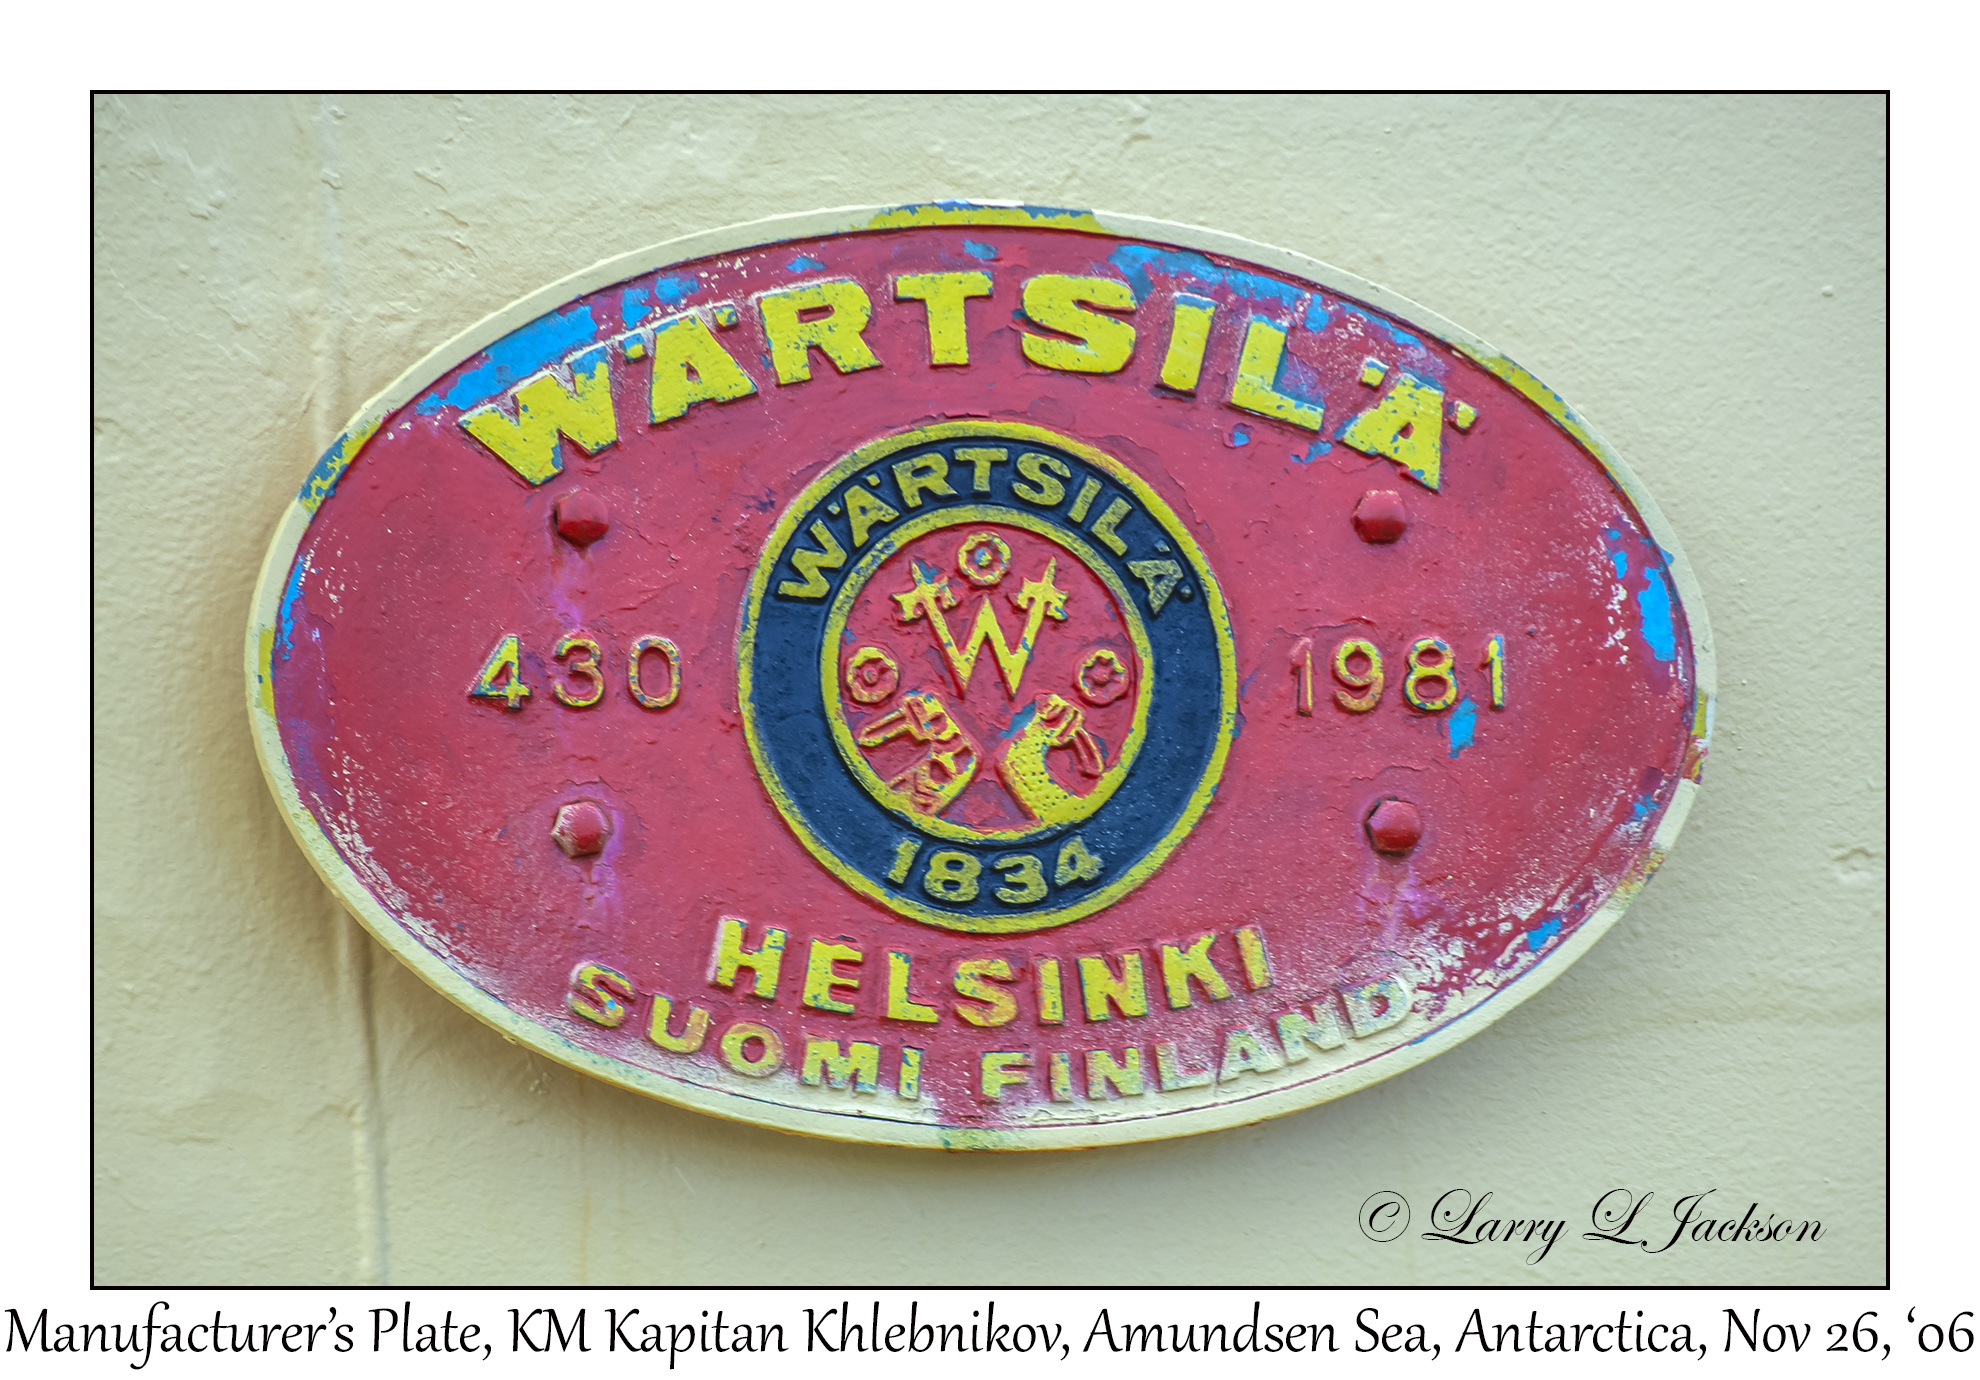 WÄRTSILÄ
WÄRTSILÄ
W
430
1981
1834
HELSINKI
SUOMI FINLAND
© Larry L Jackson
Manufacturer’s Plate, KM Kapitan Khlebnikov, Amundsen Sea, Antarctica, Nov 26, ‘06